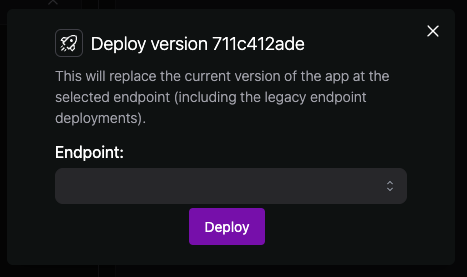 Deploy version 711c412ade
This will replace the current version of the app at the
selected endpoint (including the legacy endpoint
deployments).
Endpoint:
Deploy